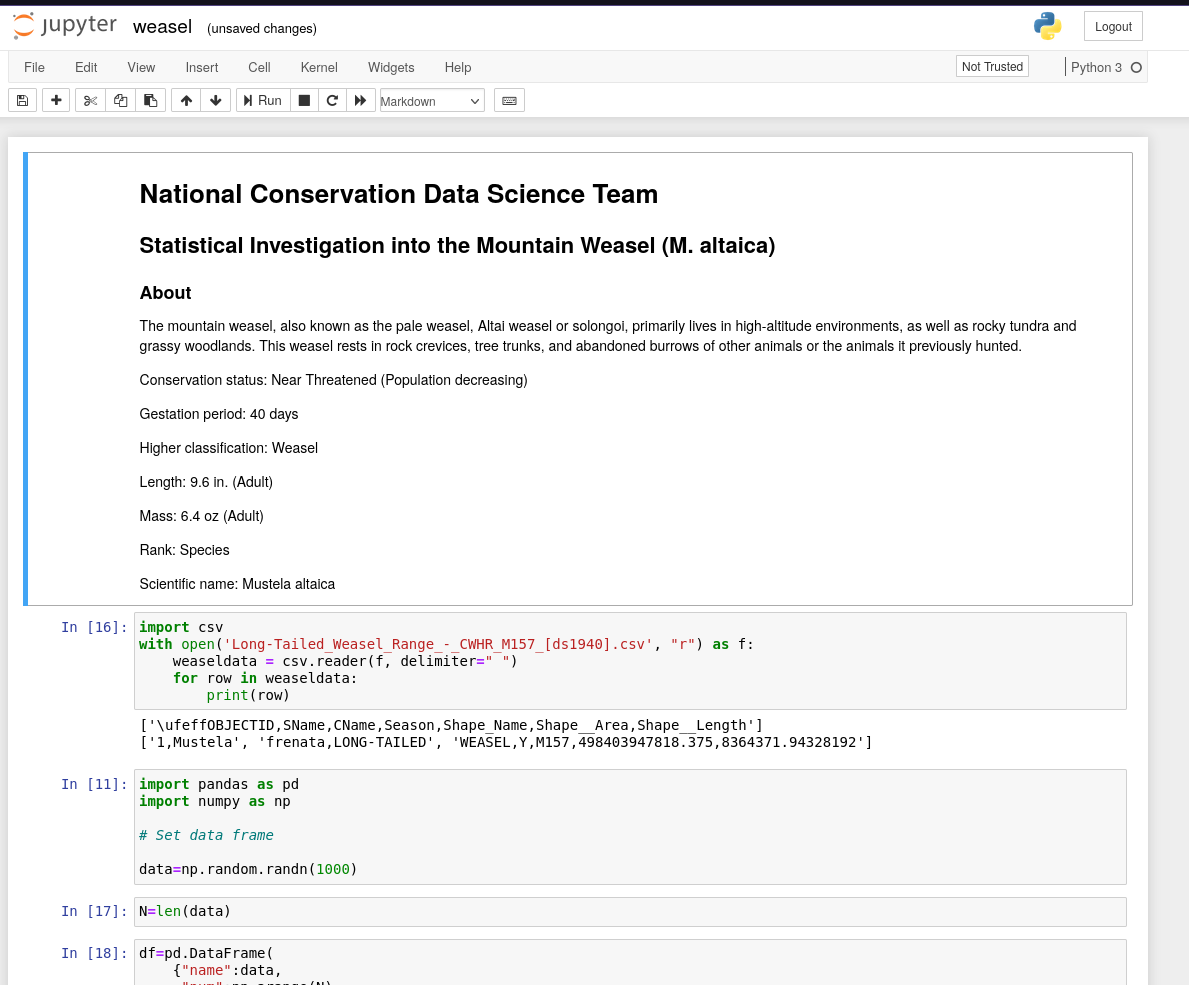 jupyter weasel (unsaved changes) Logout
File Edit View Insert Cell Kernel Widgets Help Not Trusted Python 3
Run Markdown
National Conservation Data Science Team
Statistical Investigation into the Mountain Weasel (M. altaica)
About
The mountain weasel, also known as the pale weasel, Altai weasel or solongoi, primarily lives in high-altitude environments, as well as rocky tundra and
grassy woodlands. This weasel rests in rock crevices, tree trunks, and abandoned burrows of other animals or the animals it previously hunted.
Conservation status: Near Threatened (Population decreasing)
Gestation period: 40 days
Higher classification: Weasel
Length: 9.6 in. (Adult)
Mass: 6.4 oz (Adult)
Rank: Species
Scientific name: Mustela altaica
In [16]: import csv
with open('Long-Tailed_Weasel_Range_-_CWHR_M157_[ds1940].csv', "r") as f:
    weaseldata = csv.reader(f, delimiter=" ")
    for row in weaseldata:
        print(row)
['\ufeffOBJECTID,SName,CName,Season,Shape_Name,Shape__Area,Shape__Length']
['1,Mustela', 'frenata,LONG-TAILED', 'WEASEL,Y,M157,498403947818.375,8364371.94328192']
In [11]: import pandas as pd
import numpy as np
# Set data frame
data=np.random.randn(1000)
In [17]: N=len(data)
In [18]: df=pd.DataFrame(
    {"name":data,
     "num":np.arange(N)